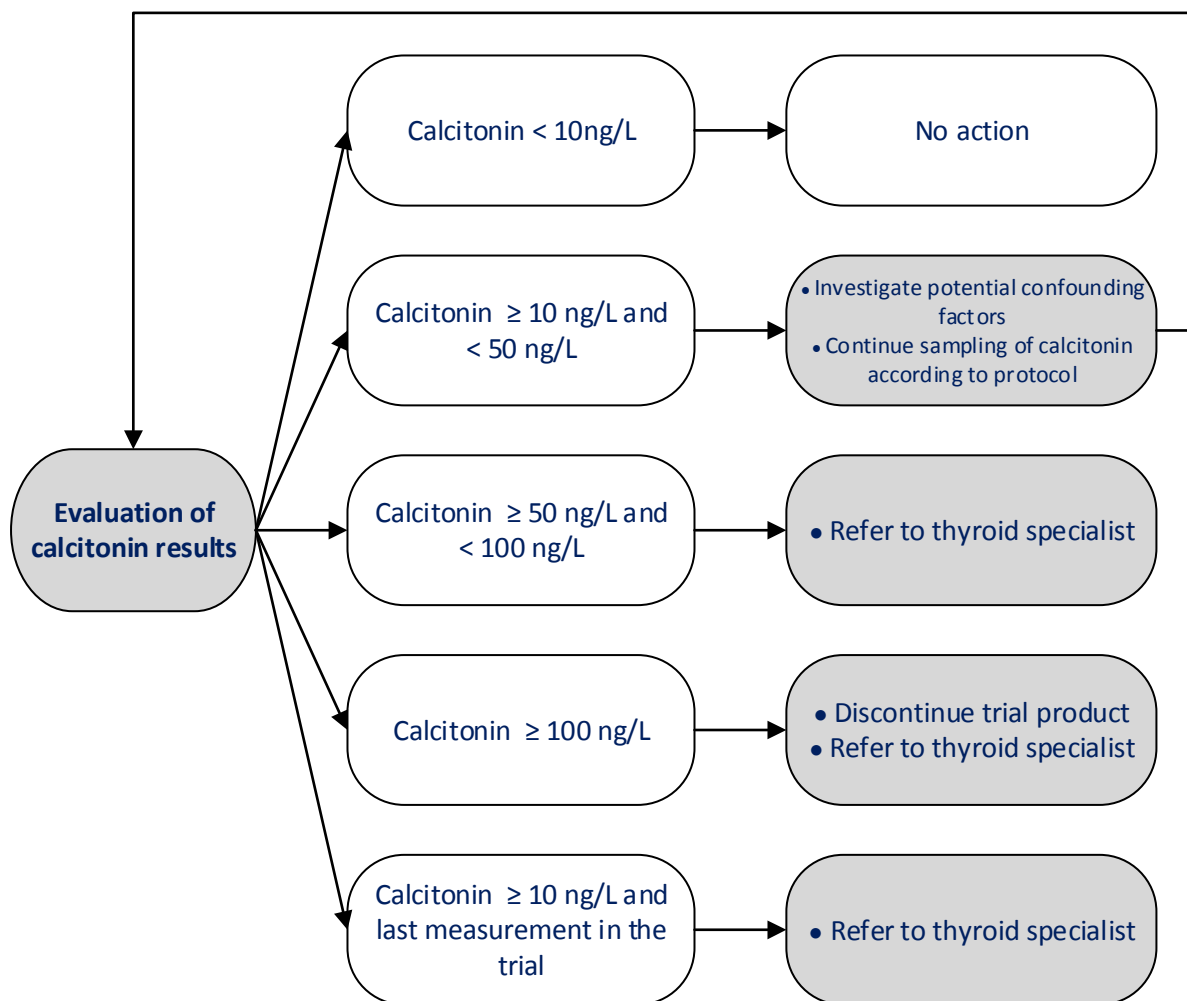 Calcitonin < 10ng/L
No action
Calcitonin ≥ 10 ng/L and
< 50 ng/L
• Investigate potential confounding
factors
• Continue sampling of calcitonin
according to protocol
Evaluation of
calcitonin results
Calcitonin ≥ 50 ng/L and
< 100 ng/L
• Refer to thyroid specialist
Calcitonin ≥ 100 ng/L
• Discontinue trial product
• Refer to thyroid specialist
Calcitonin ≥ 10 ng/L and
last measurement in the
trial
• Refer to thyroid specialist